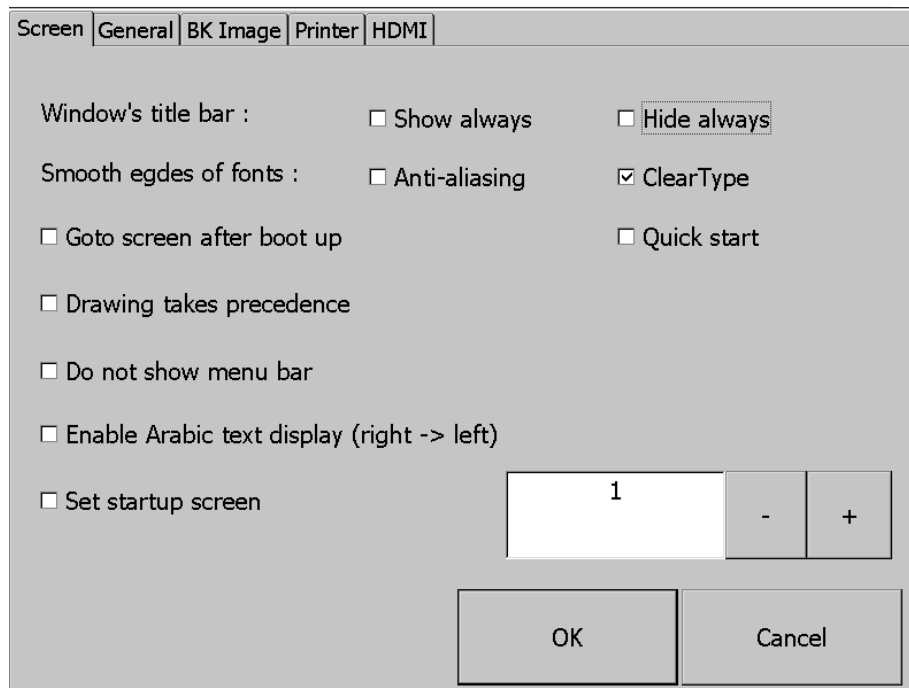 Screen General BK Image Printer HDMI
Window's title bar : Show always Hide always
Smooth egdes of fonts : Anti-aliasing ClearType
Goto screen after boot up Quick start
Drawing takes precedence
Do not show menu bar
Enable Arabic text display (right -> left)
Set startup screen 1 - +
OK Cancel